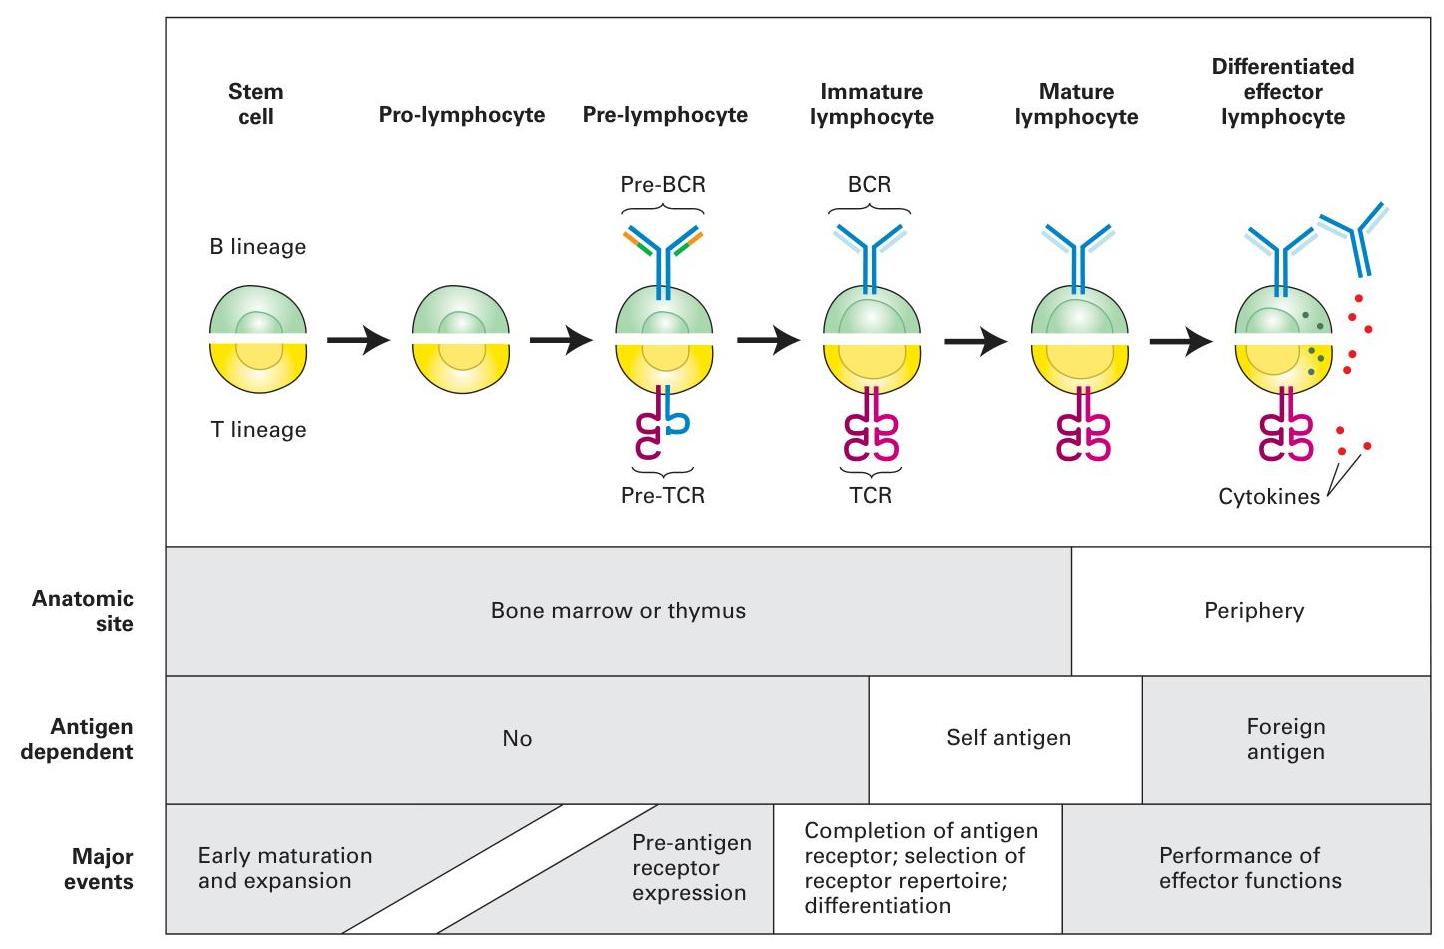 Stem
cell
Pro-lymphocyte
Pre-lymphocyte
Immature
lymphocyte
Mature
lymphocyte
Differentiated
effector
lymphocyte
Pre-BCR
BCR
B lineage
T lineage
Pre-TCR
TCR
Cytokines
Anatomic
site
Bone marrow or thymus
Periphery
Antigen
dependent
No
Self antigen
Foreign
antigen
Major
events
Early maturation
and expansion
Pre-antigen
receptor
expression
Completion of antigen
receptor; selection of
receptor repertoire;
differentiation
Performance of
effector functions